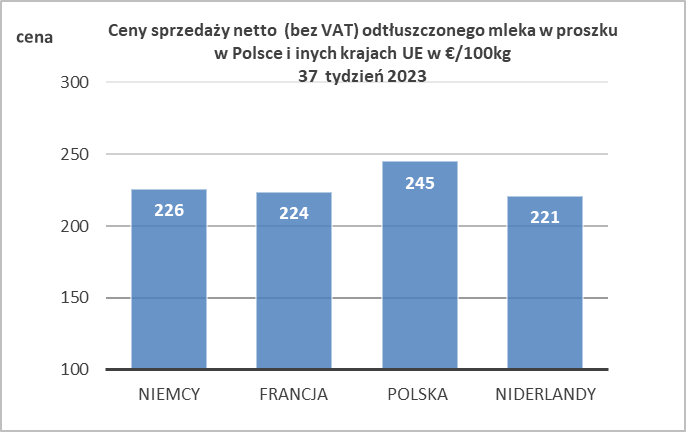 cena
Ceny sprzedaży netto  (bez VAT) odtłuszczonego mleka w proszku
w Polsce i inych krajach UE w €/100kg
37  tydzień 2023
300
250
200
150
100
226
224
245
221
NIEMCY
FRANCJA
POLSKA
NIDERLANDY